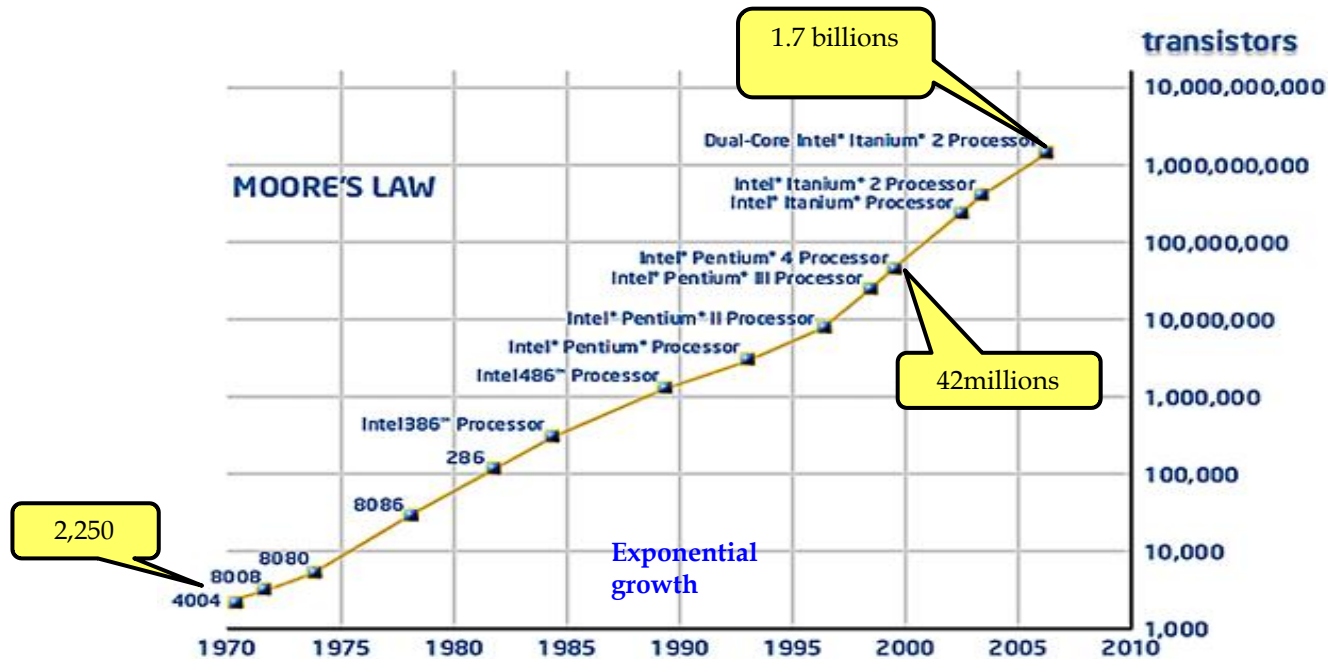 1.7 billions
transistors
10,000,000,000
Dual-Core Intel® Itanium® 2 Processor
1,000,000,000
MOORE'S LAW
Intel® Itanium® 2 Processor
Intel® Itanium® Processor
100,000,000
Intel® Pentium® 4 Processor
Intel® Pentium® III Processor
Intel® Pentium® II Processor
10,000,000
Intel® Pentium® Processor
Intel486™ Processor
42millions
1,000,000
Intel386™ Processor
286
100,000
8086
2,250
8080
Exponential
growth
10,000
8008
4004
1,000
1970
1975
1980
1985
1990
1995
2000
2005
2010